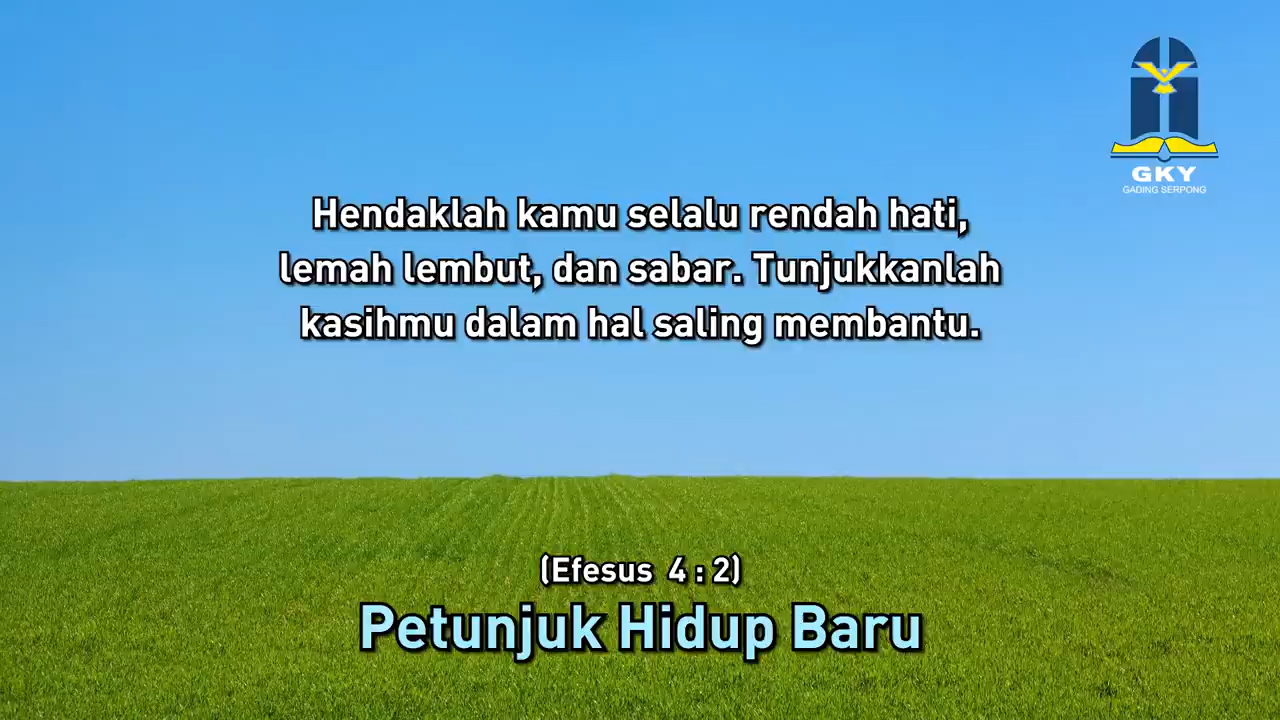 GKY
GADING SERPONG
Hendaklah kamu selalu rendah hati,
lemah lembut, dan sabar. Tunjukkanlah
kasihmu dalam hal saling membantu.
(Efesus 4 : 2)
Petunjuk Hidup Baru